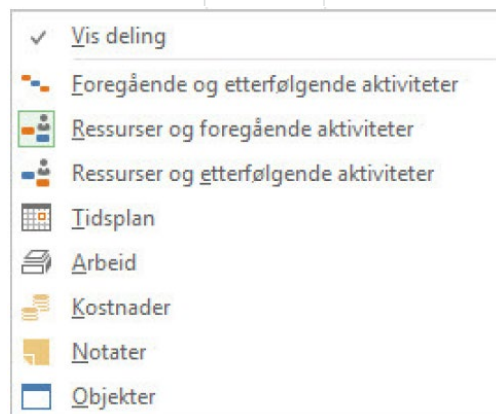 Vis deling
Foregående og etterfølgende aktiviteter
Ressurser og foregående aktiviteter
Ressurser og etterfølgende aktiviteter
Tidsplan
Arbeid
Kostnader
Notater
Objekter